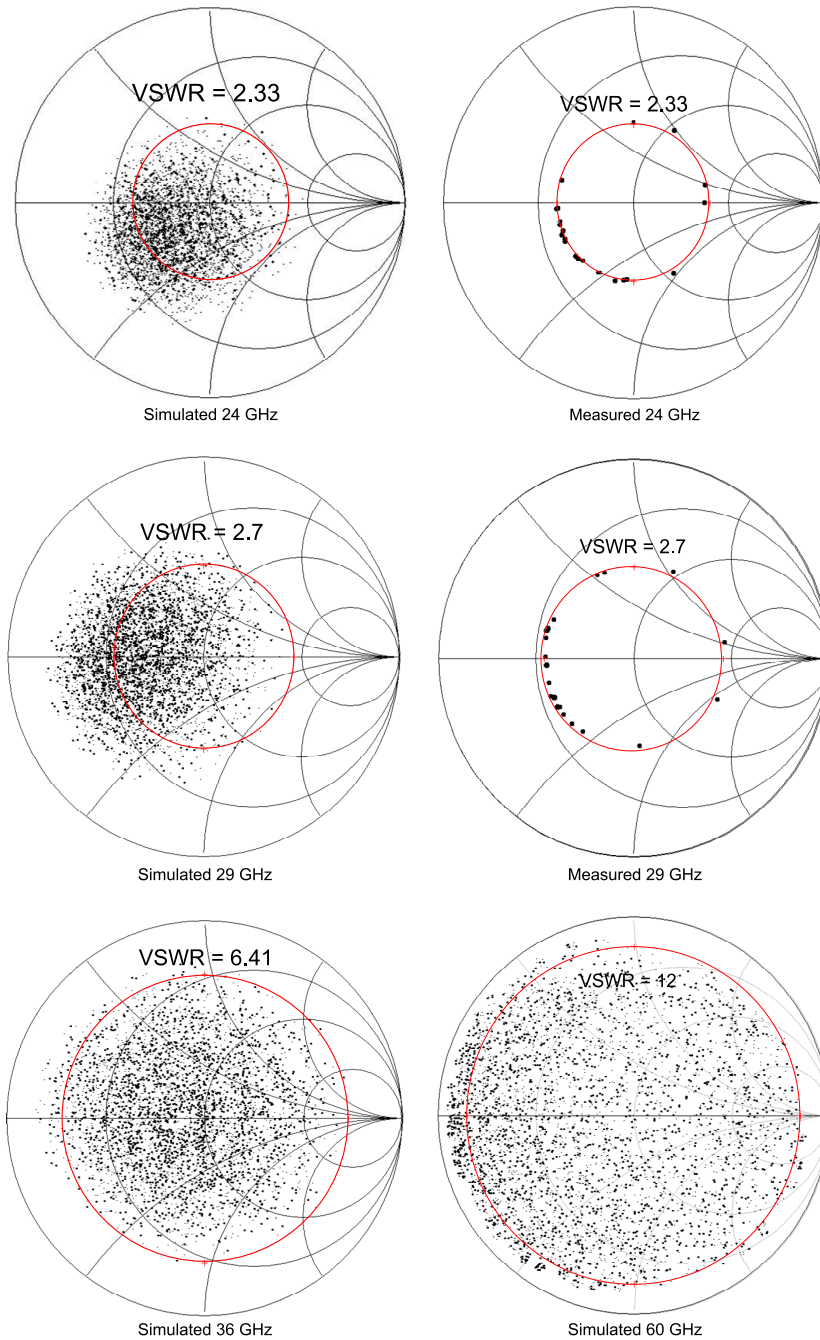 VSWR = 2.33
VSWR = 2.33
Simulated 24 GHz
Measured 24 GHz
VSWR = 2.7
VSWR = 2.7
Simulated 29 GHz
Measured 29 GHz
VSWR = 6.41
VSWR = 12
Simulated 36 GHz
Simulated 60 GHz